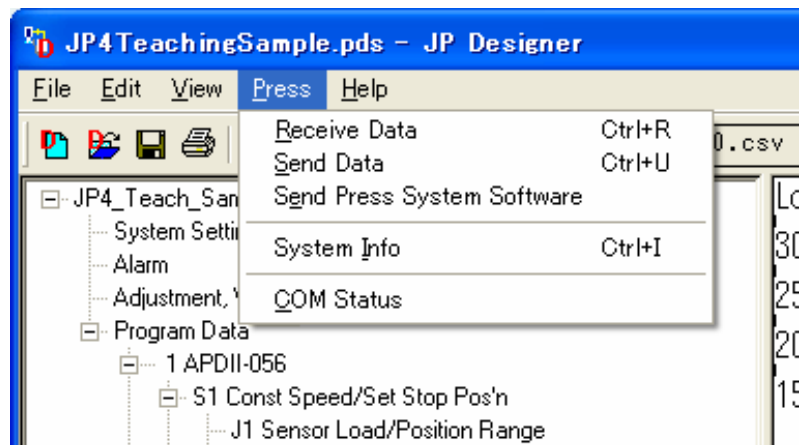 JP4TeachingSample.pds - JP Designer
File Edit View Press Help
Receive Data Ctrl+R
Send Data Ctrl+U
Send Press System Software
System Info Ctrl+I
COM Status
0.csv
JP4_Teach_San
System Settin
Alarm
Adjustment,
Program Data
1 APDII-056
S1 Const Speed/Set Stop Pos'n
J1 Sensor Load/Position Range
Lo
30
25
20
15